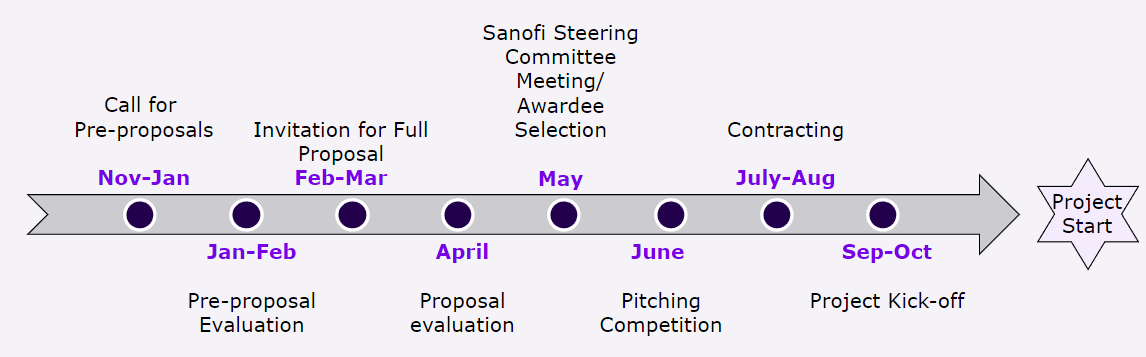 Call for
Pre-proposals
Nov-Jan
Jan-Feb
Pre-proposal
Evaluation
Invitation for Full
Proposal
Feb-Mar
April
Proposal
evaluation
Sanofi Steering
Committee
Meeting/
Awardee
Selection
May
June
Pitching
Competition
Contracting
July-Aug
Sep-Oct
Project Kick-off
Project
Start